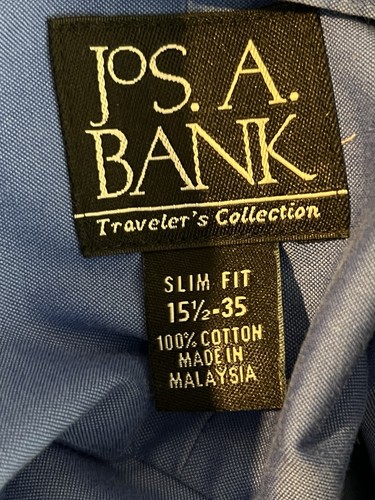 JoS. A.
BANK
Traveler's Collection
SLIM FIT
15½-35
100% COTTON
MADE IN
MALAYSIA